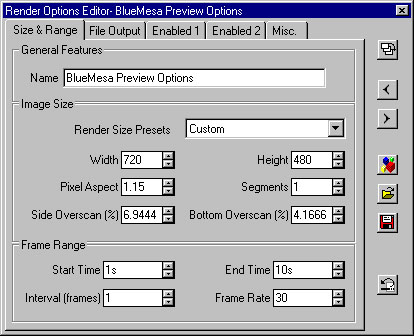 Render Options Editor- BlueMesa Preview Options
Size & Range File Output Enabled 1 Enabled 2 Misc.
General Features
Name BlueMesa Preview Options
Image Size
Render Size Presets Custom
Width 720 Height 480
Pixel Aspect 1.15 Segments 1
Side Overscan (%) 6.9444 Bottom Overscan (%) 4.1666
Frame Range
Start Time 1s End Time 10s
Interval (frames) 1 Frame Rate 30